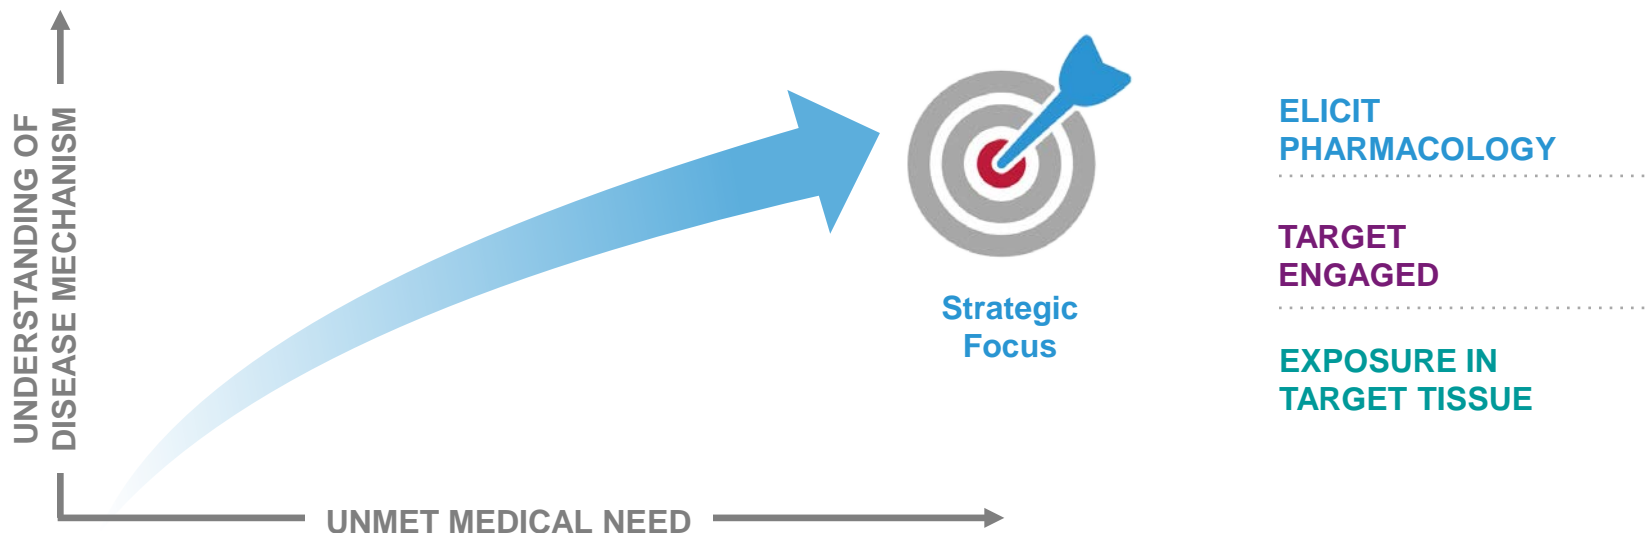 UNDERSTANDING OF
DISEASE MECHANISM
UNMET MEDICAL NEED
Strategic
Focus
ELICIT
PHARMACOLOGY
TARGET
ENGAGED
EXPOSURE IN
TARGET TISSUE